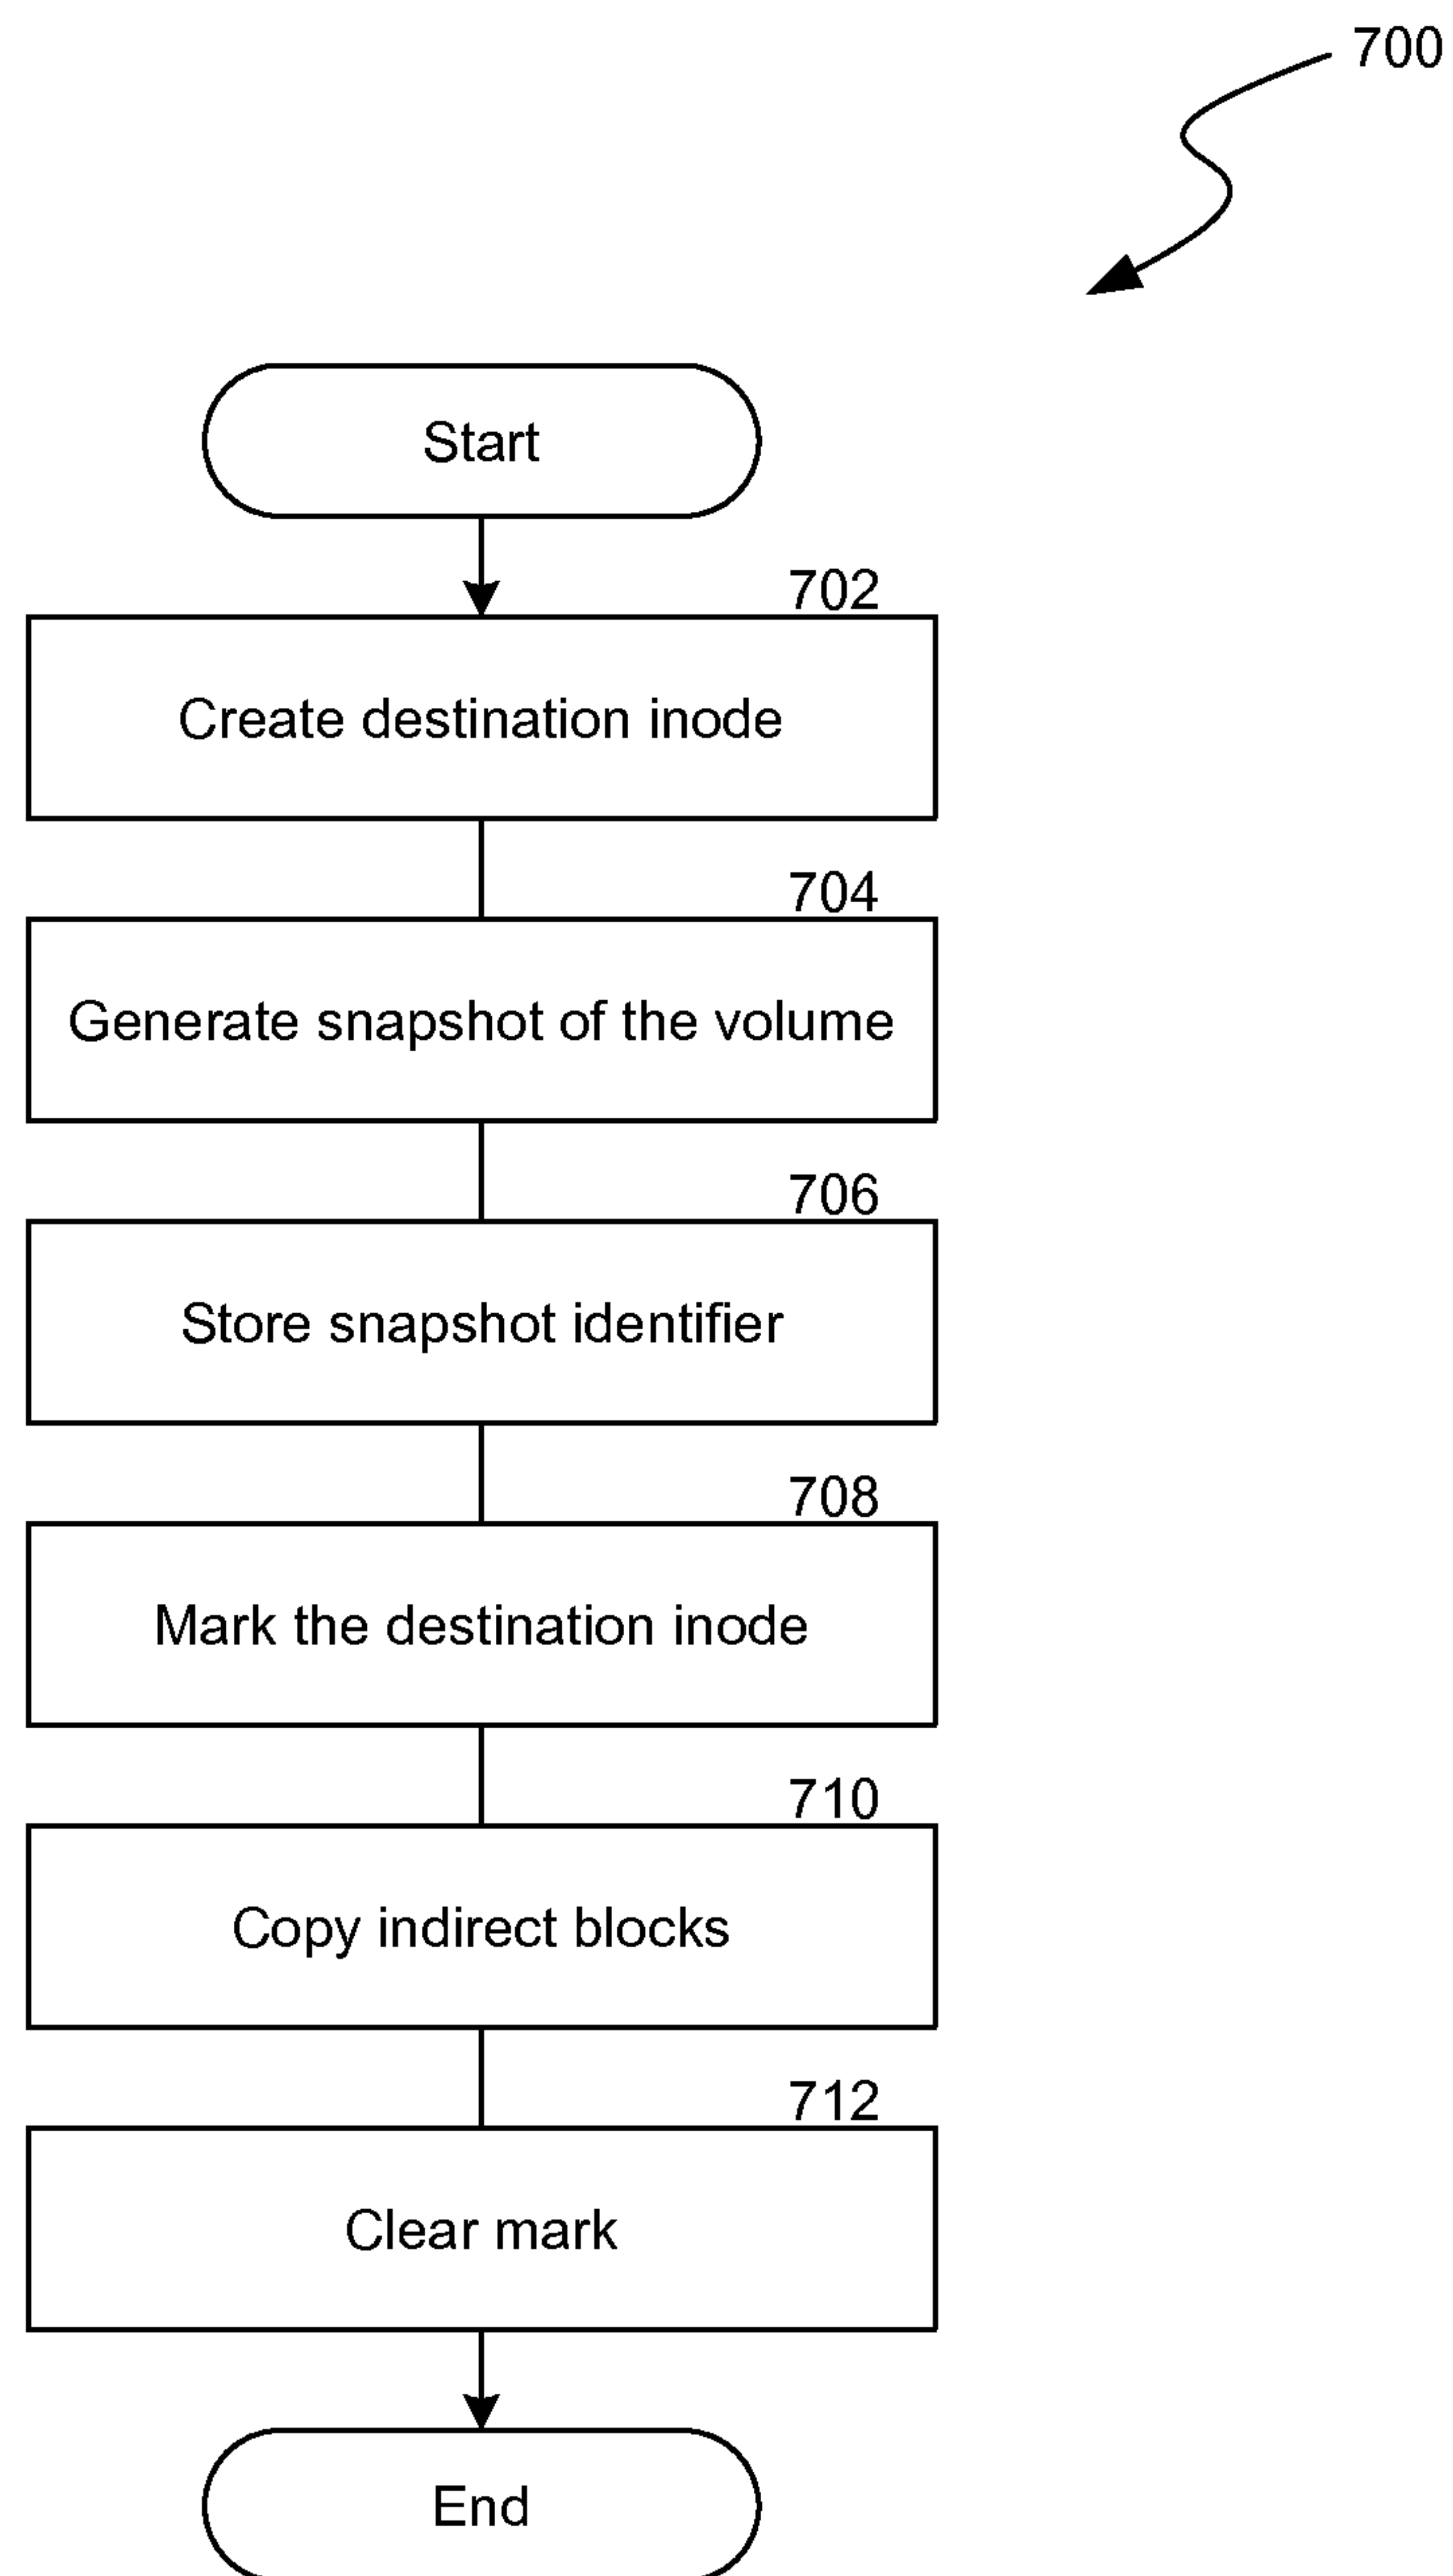 700
Start
702
Create destination inode
704
Generate snapshot of the volume
706
Store snapshot identifier
708
Mark the destination inode
710
Copy indirect blocks
712
Clear mark
End